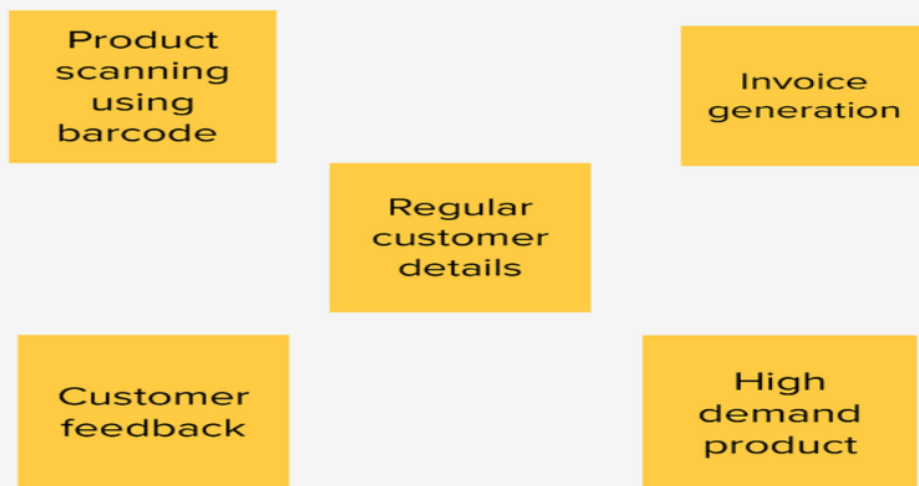 Product
scanning
using
barcode
Invoice
generation
Regular
customer
details
Customer
feedback
High
demand
product